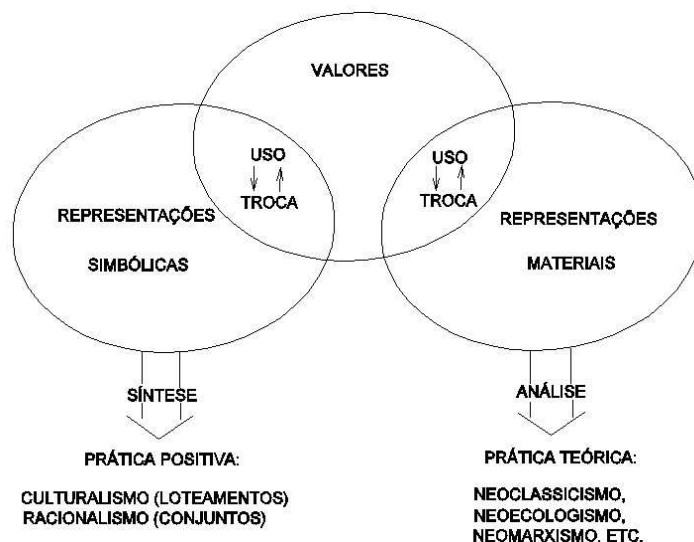 VALORES
USO
TROCA
USO
TROCA
REPRESENTAÇÕES
SIMBÓLICAS
REPRESENTAÇÕES
MATERIAIS
SÍNTESE
ANÁLISE
PRÁTICA POSITIVA:
CULTURALISMO (LOTEAMENTOS)
RACIONALISMO (CONJUNTOS)
PRÁTICA TEÓRICA:
NEOCLASSICISMO,
NEOECOLOGISMO,
NEOMARXISMO, ETC.